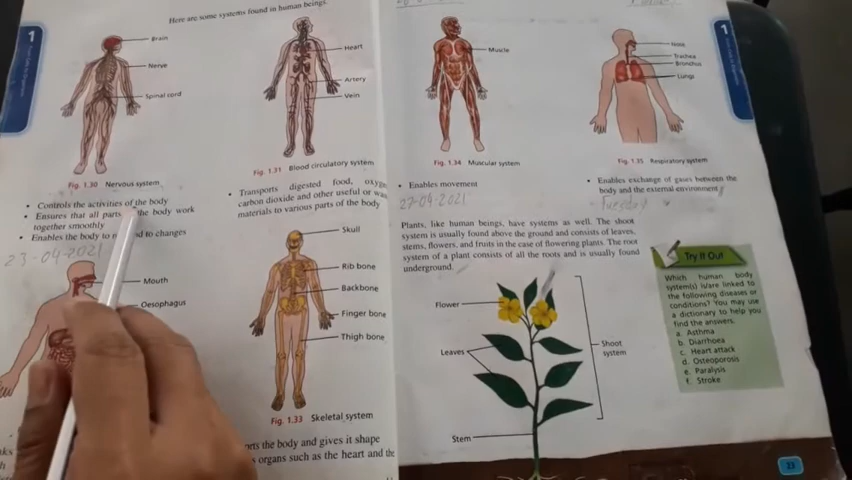 Here are some systems found in human beings.
1
Brain
Nerve
Spinal cord
Fig. 1.30 Nervous system
Controls the activities of the body
Ensures that all parts the body work
together smoothly
Enables the body to to changes
23-04-2021
Heart
Artery
Vein
Fig. 1.31 Blood circulatory system
Transports digested food,
carbon dioxide and other useful or
materials to various parts of the body
Mouth
Oesophagus
Skull
Rib bone
Backbone
Finger bone
Thigh bone
Fig. 1.33 Skeletal system
the body and gives it shape
organs such as the heart and the
Muscle
Fig. 1.34 Muscular system
Enables movement
27-04-2021
Nose
Trachea
Bronchus
Lungs
Fig. 1.35 Respiratory system
Enables exchange of gases between the
body and the external environment
Tuesday
1
Plants, like human beings, have systems as well. The shoot
system is usually found above the ground and consists of leaves,
stems, flowers, and fruits in the case of flowering plants. The root
system of a plant consists of all the roots and is usually found
underground.
Flower
Leaves
Stem
Shoot
system
Try It Out
Which human body
system(s) is/are linked to
the following diseases or
conditions? You may use
a dictionary to help you
find the answers.
a. Asthma
b. Diarrhoea
c. Heart attack
d. Osteoporosis
e. Paralysis
f. Stroke
33